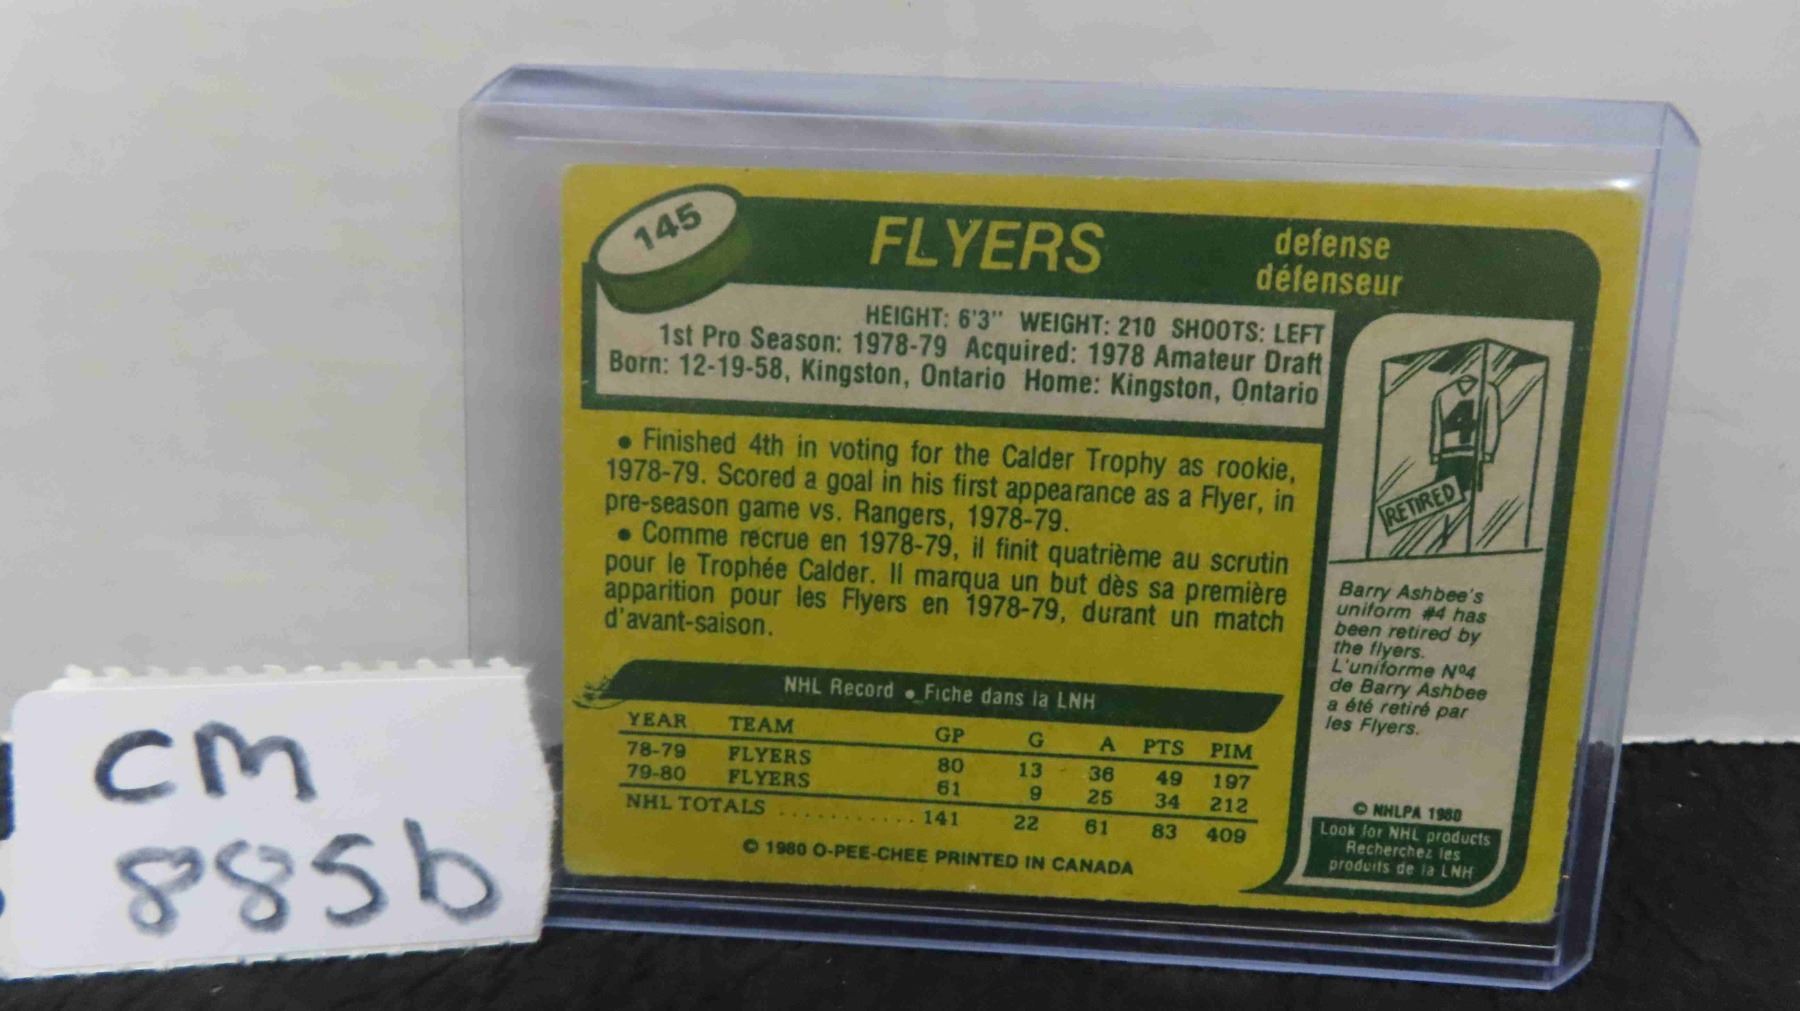 145
FLYERS
defense
défenseur
HEIGHT: 6'3" WEIGHT: 210 SHOOTS: LEFT
1st Pro Season: 1978-79 Acquired: 1978 Amateur Draft
Born: 12-19-58, Kingston, Ontario Home: Kingston, Ontario
• Finished 4th in voting for the Calder Trophy as rookie,
1978-79. Scored a goal in his first appearance as a Flyer, in
pre-season game vs. Rangers, 1978-79.
• Comme recrue en 1978-79, il finit quatrième au scrutin
pour le Trophée Calder. Il marqua un but dès sa première
apparition pour les Flyers en 1978-79, durant un match
d'avant-saison.
4
RETIRED
Barry Ashbee's
uniform #4 has
been retired by
the flyers.
L'uniforme Nº4
de Barry Ashbee
a été retiré par
les Flyers.
NHL Record • Fiche dans la LNH
YEAR TEAM GP G A PTS PIM
78-79 FLYERS 80 13 36 49 197
79-80 FLYERS 61 9 25 34 212
NHL TOTALS ........... 141 22 61 83 409
© 1980 O-PEE-CHEE PRINTED IN CANADA
© NHLPA 1980
Look for NHL products
Recherchez les
produits de la LNH
cm
885b